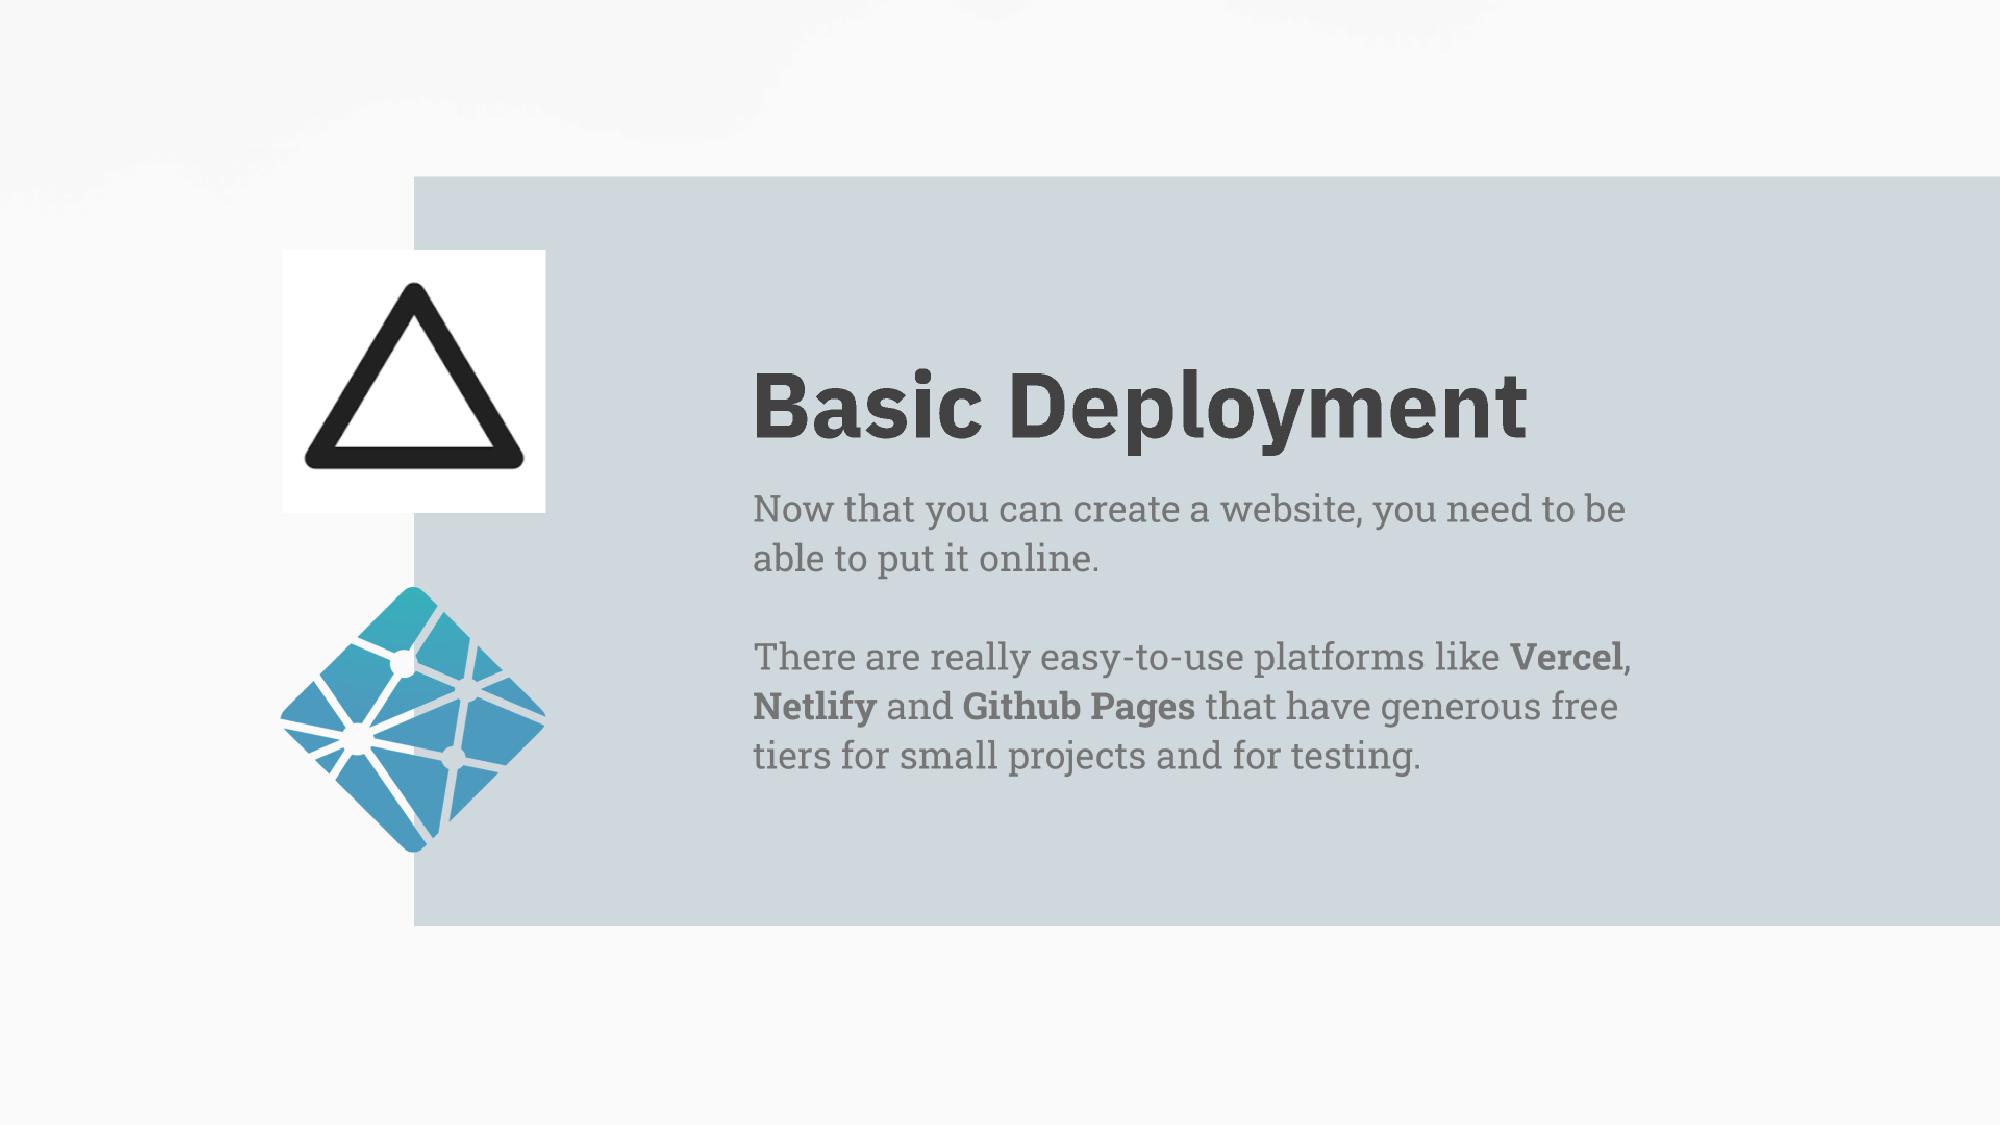 Basic Deployment
Now that you can create a website, you need to be
able to put it online.
There are really easy-to-use platforms like Vercel,
Netlify and Github Pages that have generous free
tiers for small projects and for testing.